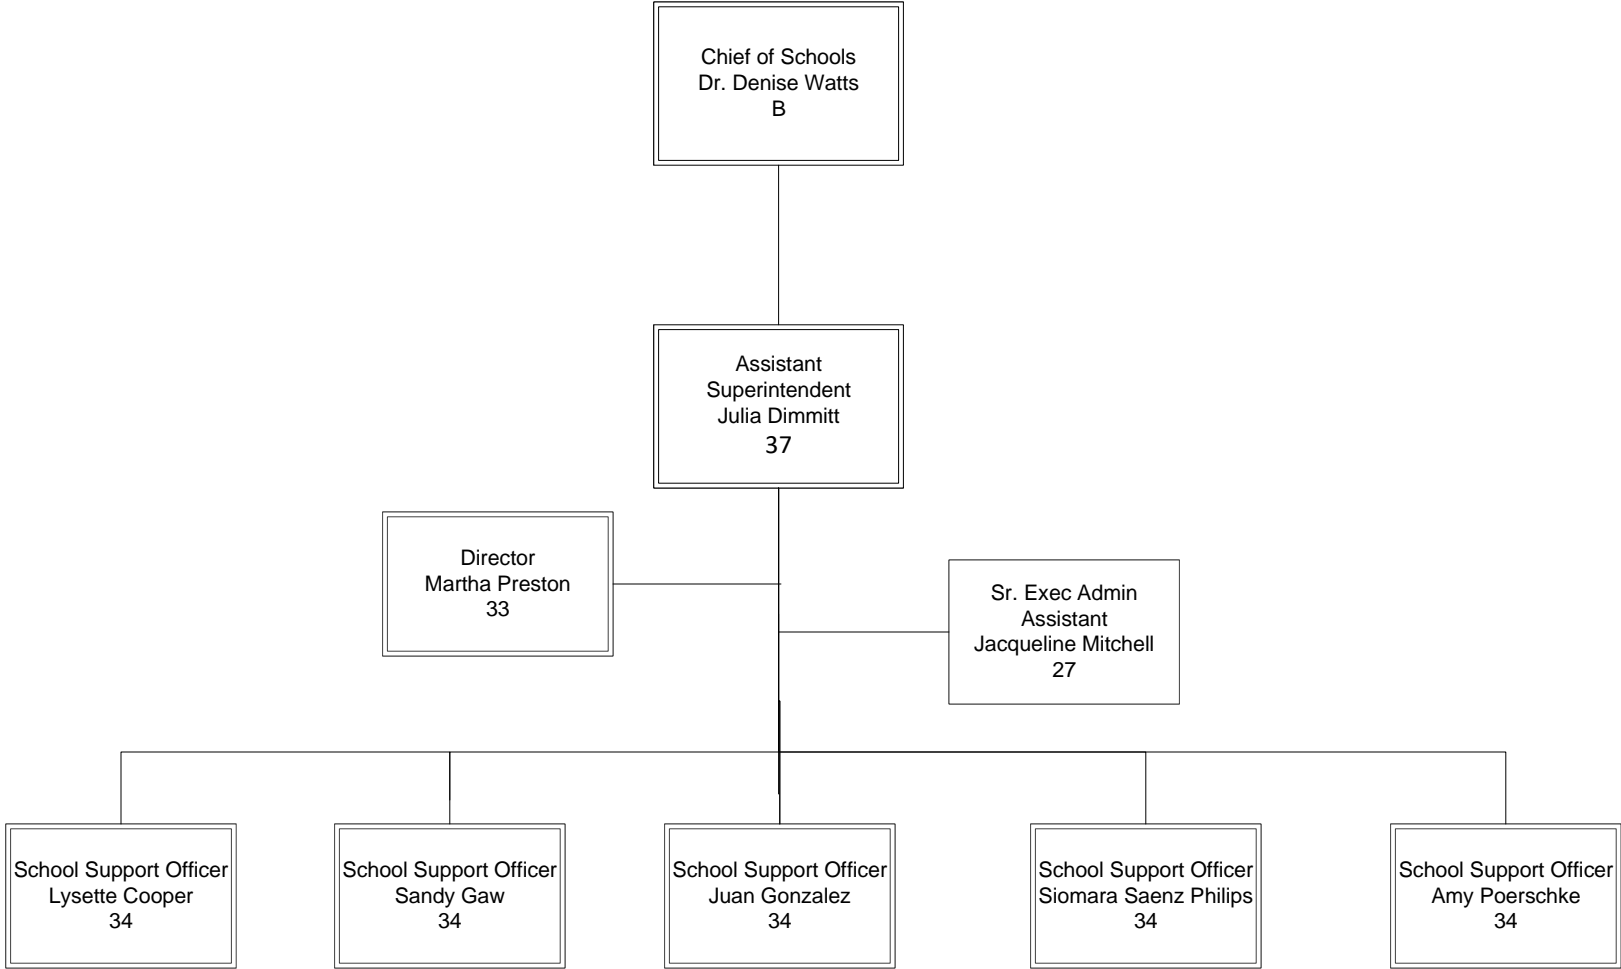 Chief of Schools
Dr. Denise Watts
B
Assistant
Superintendent
Julia Dimmitt
37
Director
Martha Preston
33
Sr. Exec Admin
Assistant
Jacqueline Mitchell
27
School Support Officer
Lysette Cooper
34
School Support Officer
Sandy Gaw
34
School Support Officer
Juan Gonzalez
34
School Support Officer
Siomara Saenz Philips
34
School Support Officer
Amy Poerschke
34